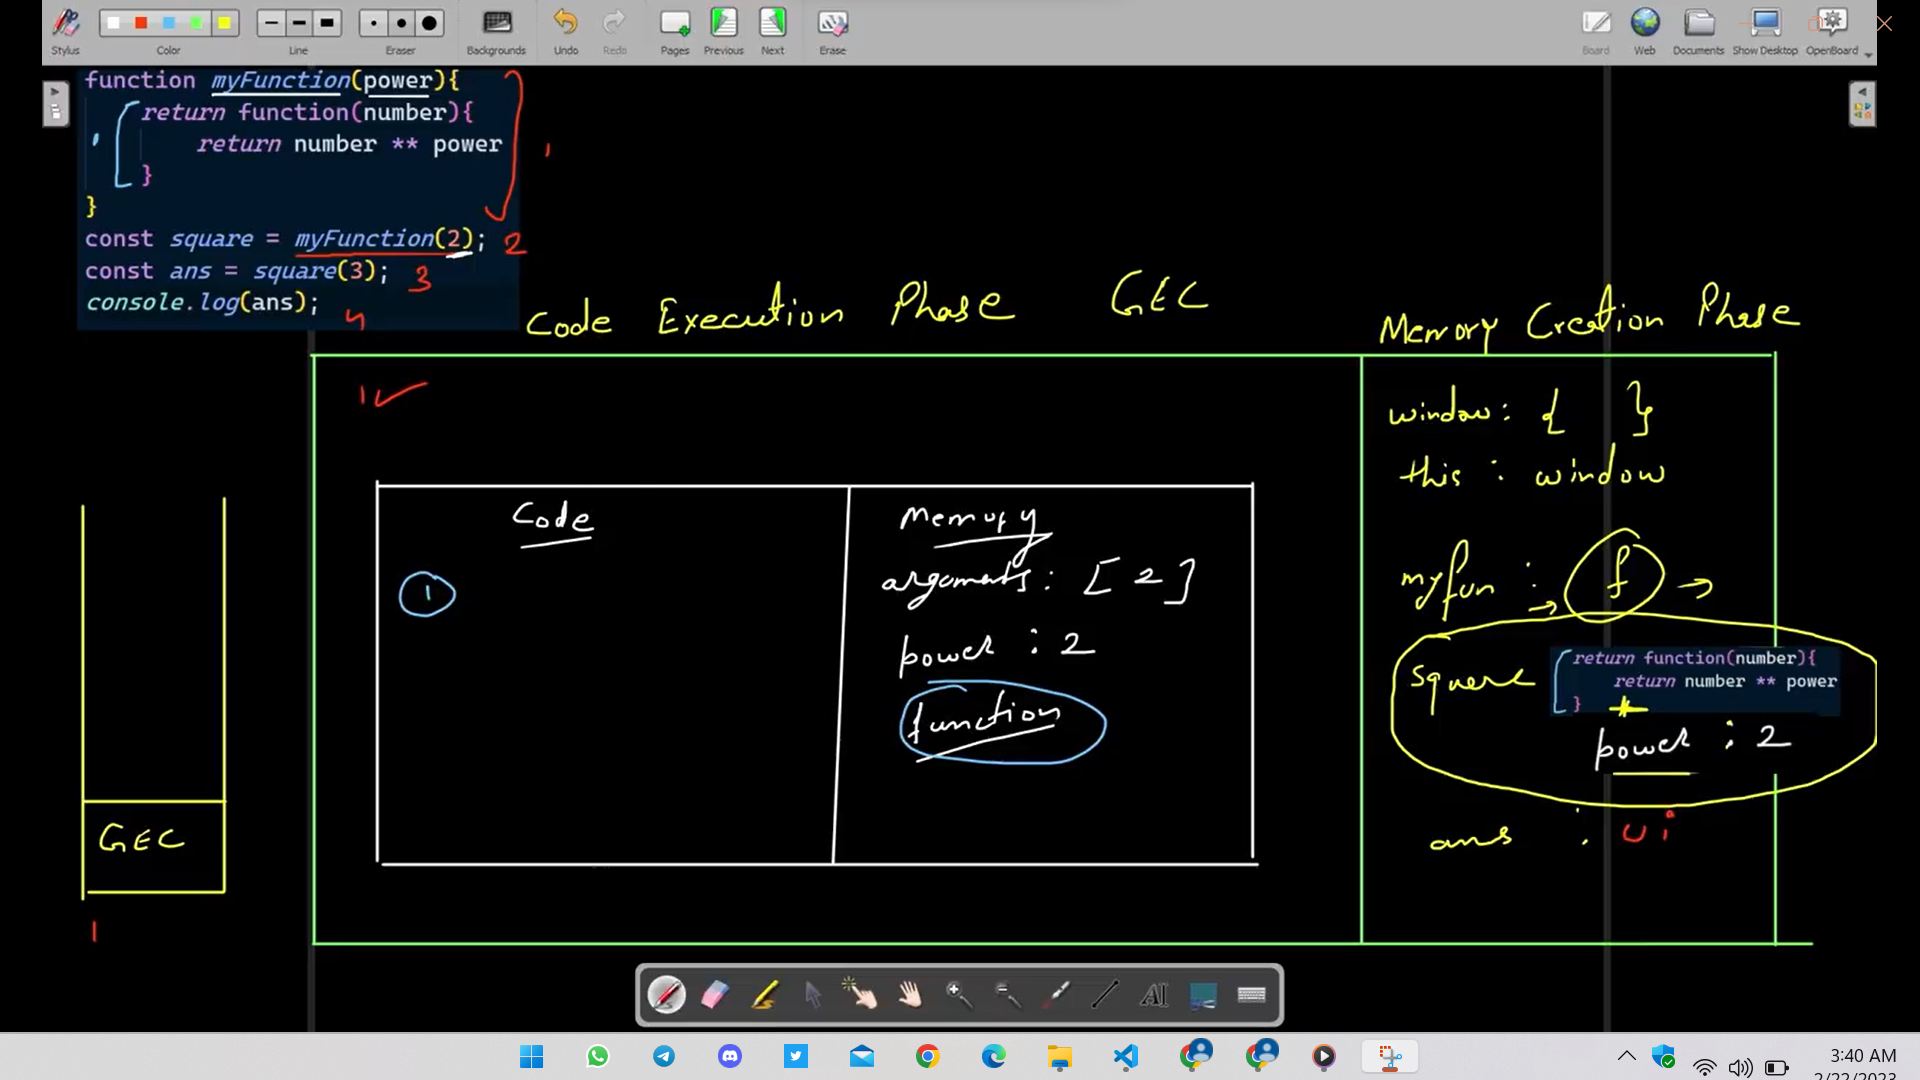 Stylus
Color
Line
Eraser
Backgrounds
Undo
Redo
Pages
Previous
Next
Erase
Board
Web
Documents
Show Desktop
OpenBoard
function myFunction(power){
return function(number){
return number ** power
}
}
const square = myFunction(2); 2
const ans = square(3); 3
console.log(ans); 4
1
Code Execution Phase GEC
Memory Creation Phase
1
Code
1
Memory
arguments: [ 2 ]
power : 2
function
window: { }
this : window
myfun : f
square
return function(number){
return number ** power
}
power : 2
ans : ui
GEC
1
AI
3:40 AM
2/22/2023